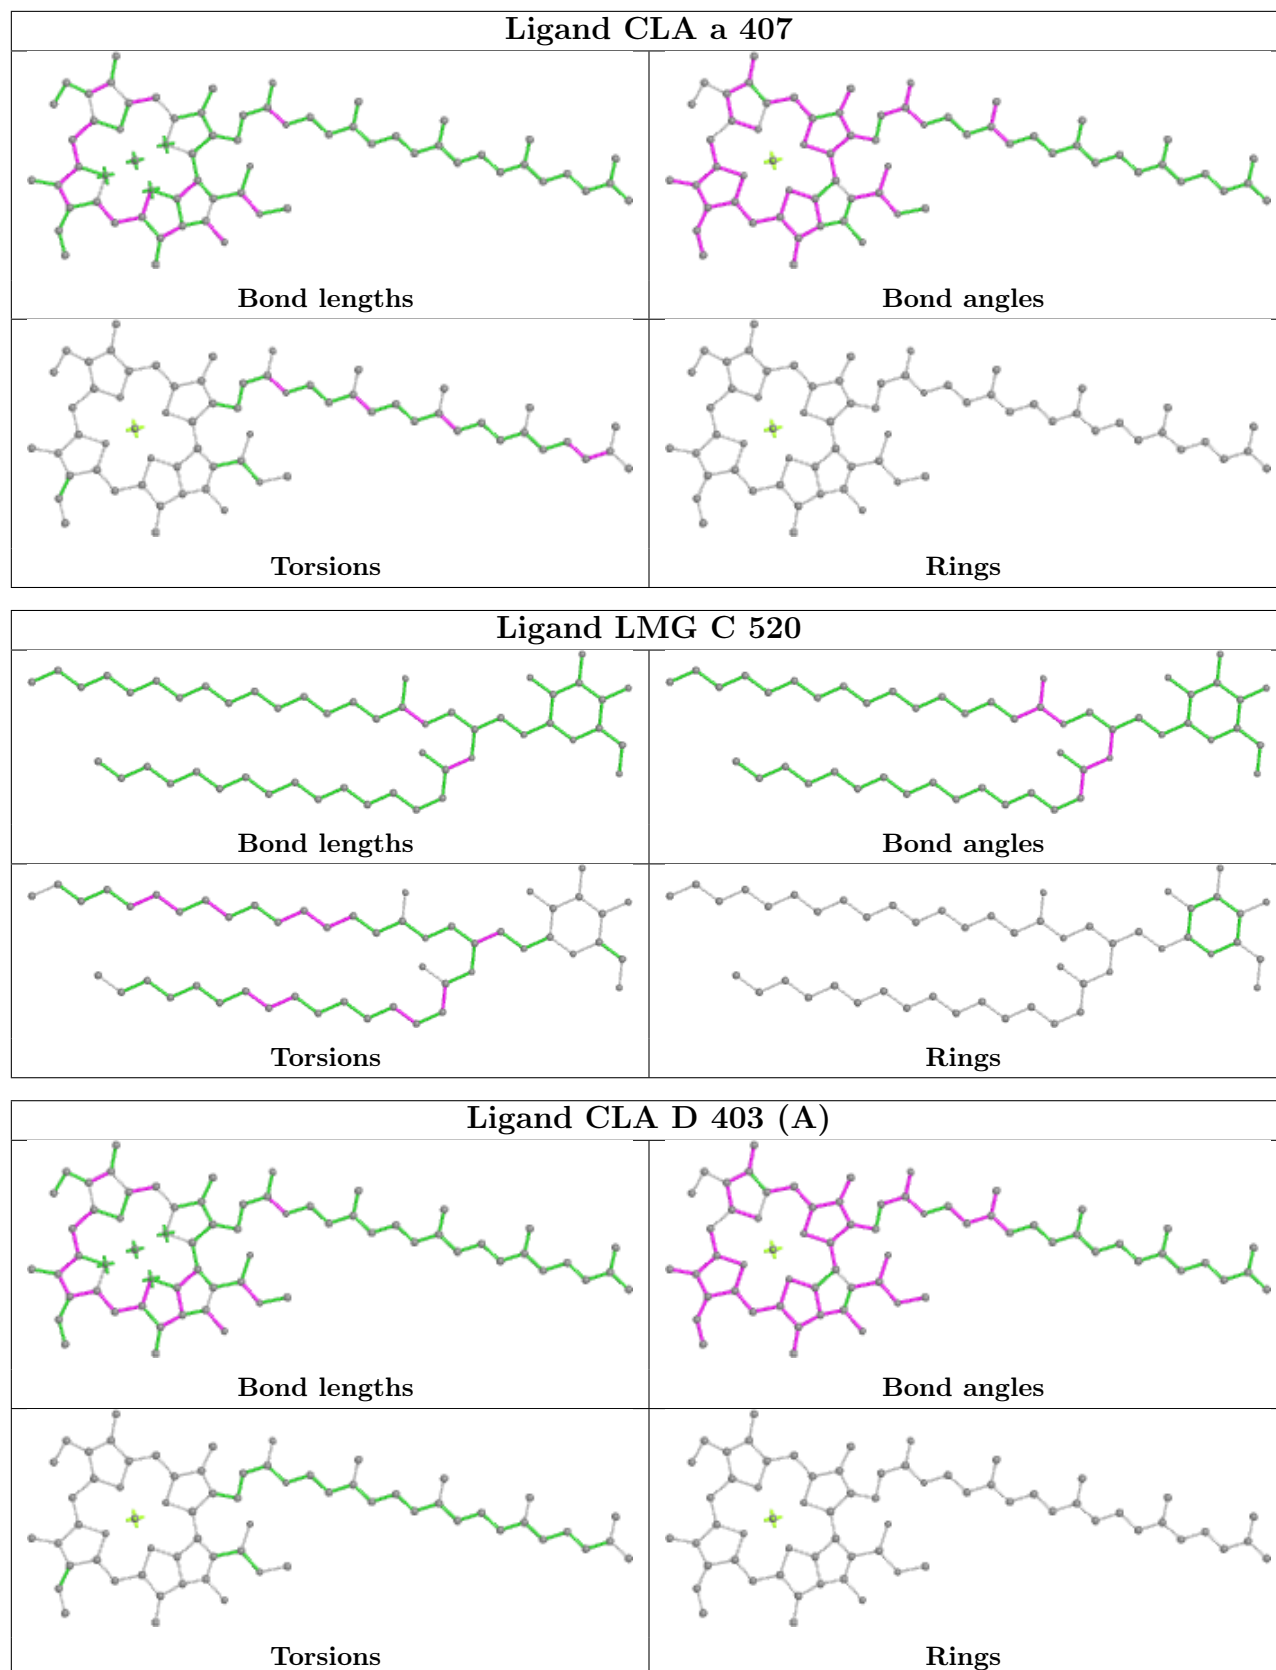 Ligand CLA a 407
Bond lengths
Bond angles
Torsions
Rings
Ligand LMG C 520
Bond lengths
Bond angles
Torsions
Rings
Ligand CLA D 403 (A)
Bond lengths
Bond angles
Torsions
Rings